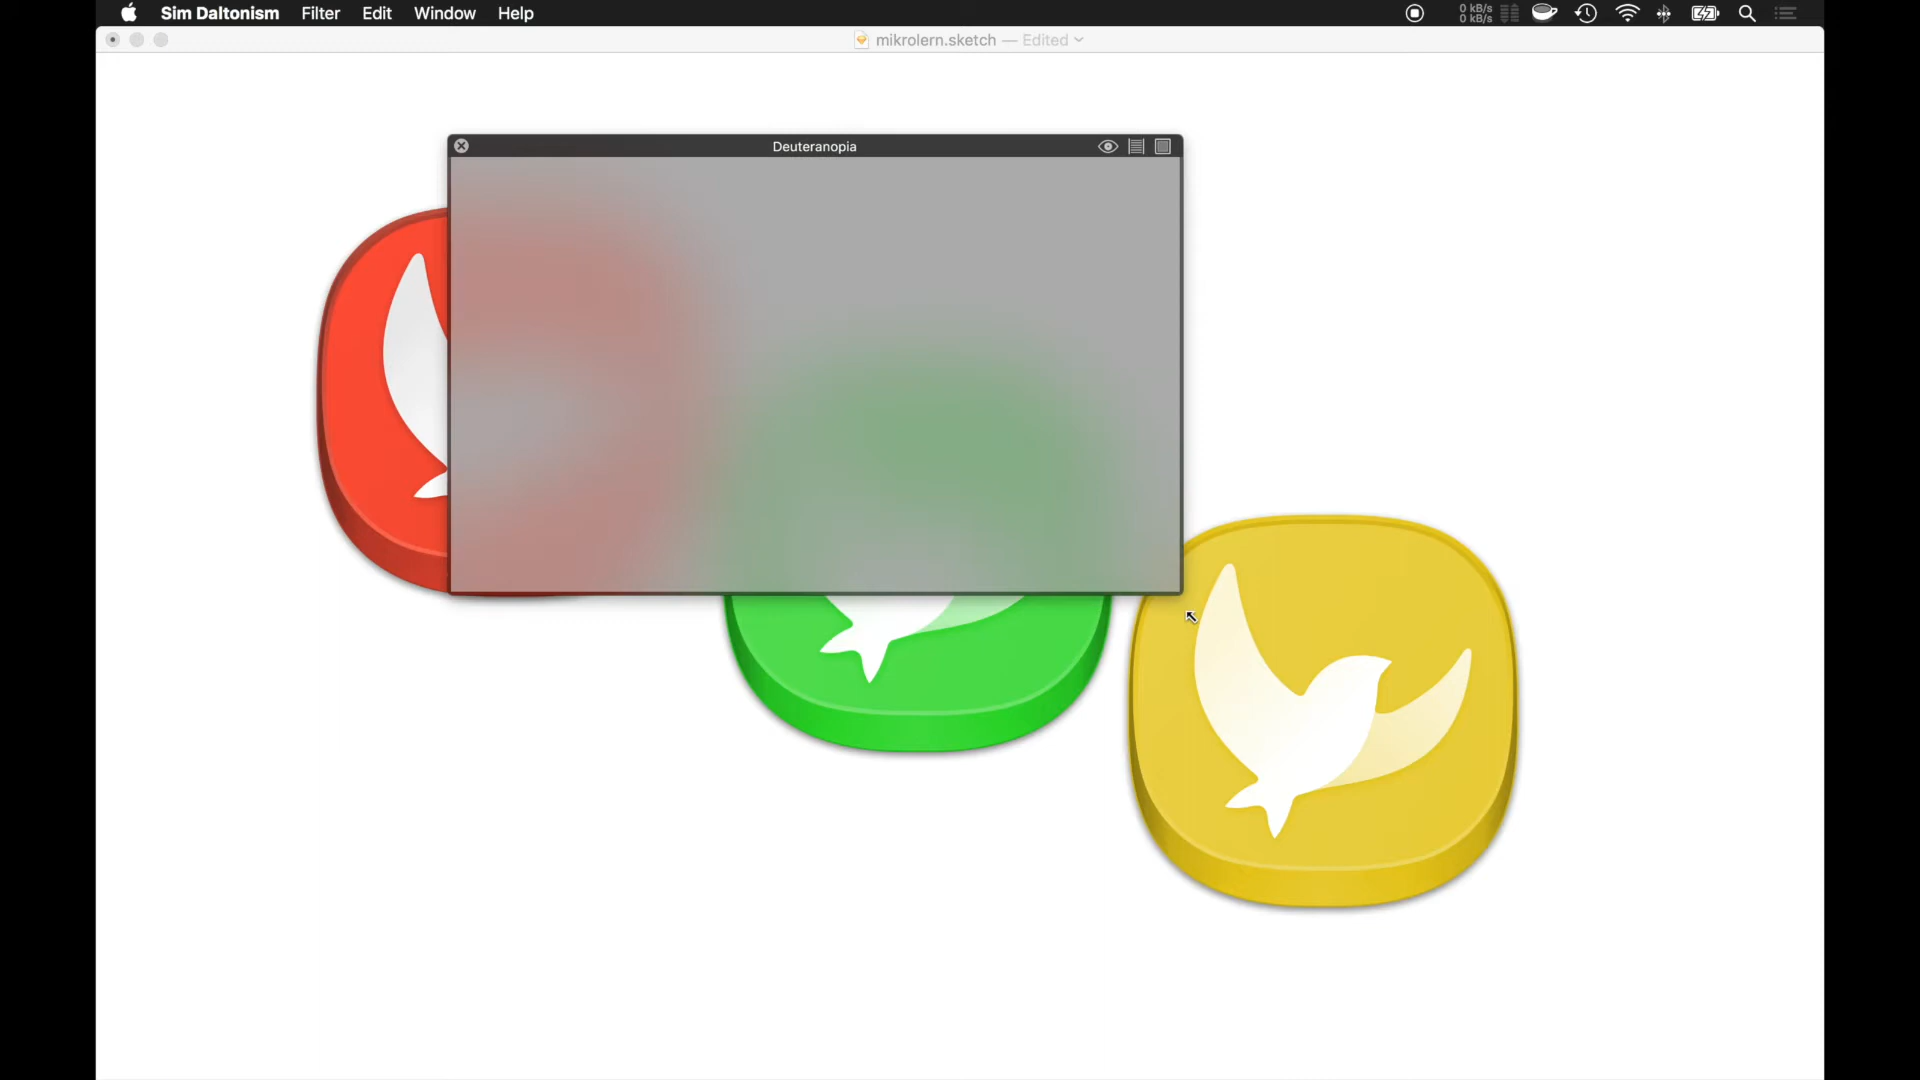 Sim Daltonism Filter Edit Window Help 0 kB/s
0 kB/s
mikrolern.sketch — Edited
Deuteranopia